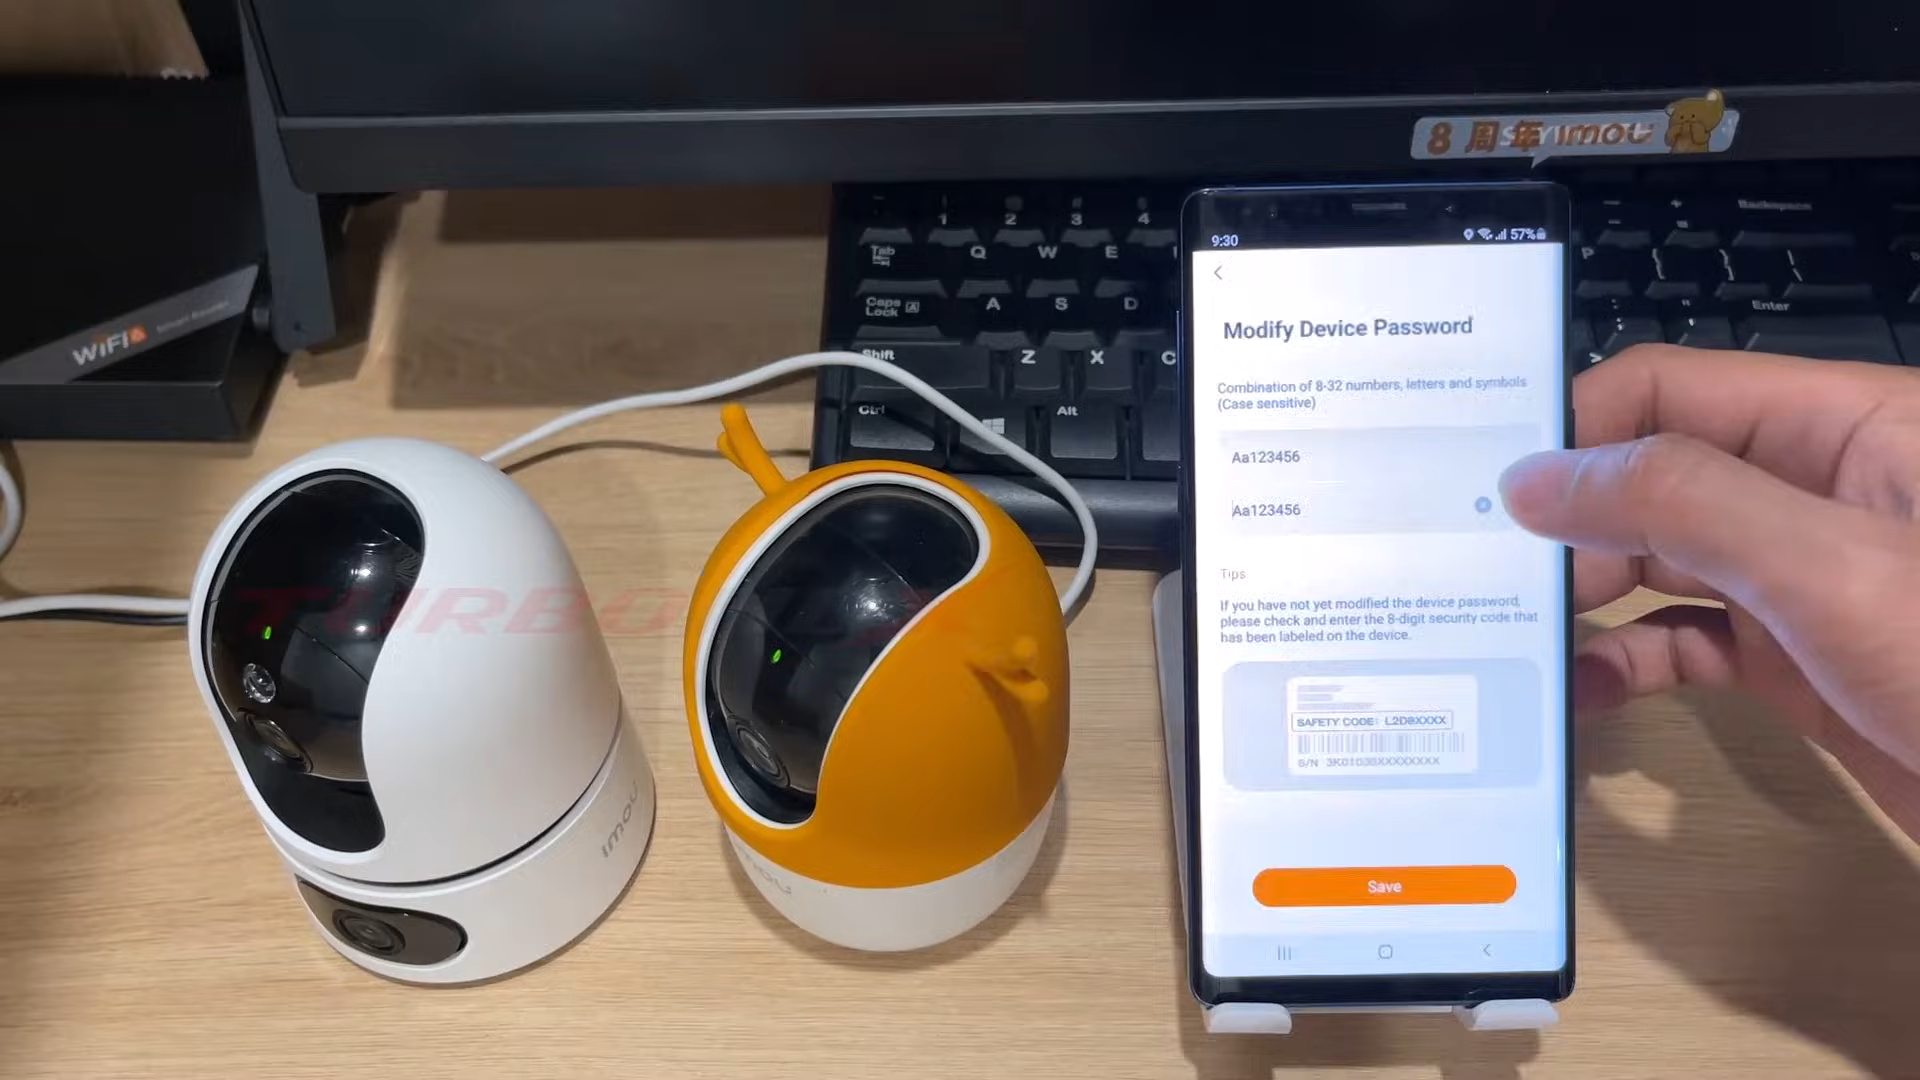 8 周年 imou
9:30
57%
Modify Device Password
Combination of 8-32 numbers, letters and symbols
(Case sensitive)
Aa123456
Aa123456
Tips
If you have not yet modified the device password,
please check and enter the 8-digit security code that
has been labeled on the device.
SAFETY CODE: L2D8XXXX
S/N 3K01038XXXXXXXX
Save
WiFi6
imou
imou
TURBO
1 2 3 4
Backspace
Tab Q W E P { }
Caps Lock A A S D " Enter
Shift Z X C >
Ctrl Alt